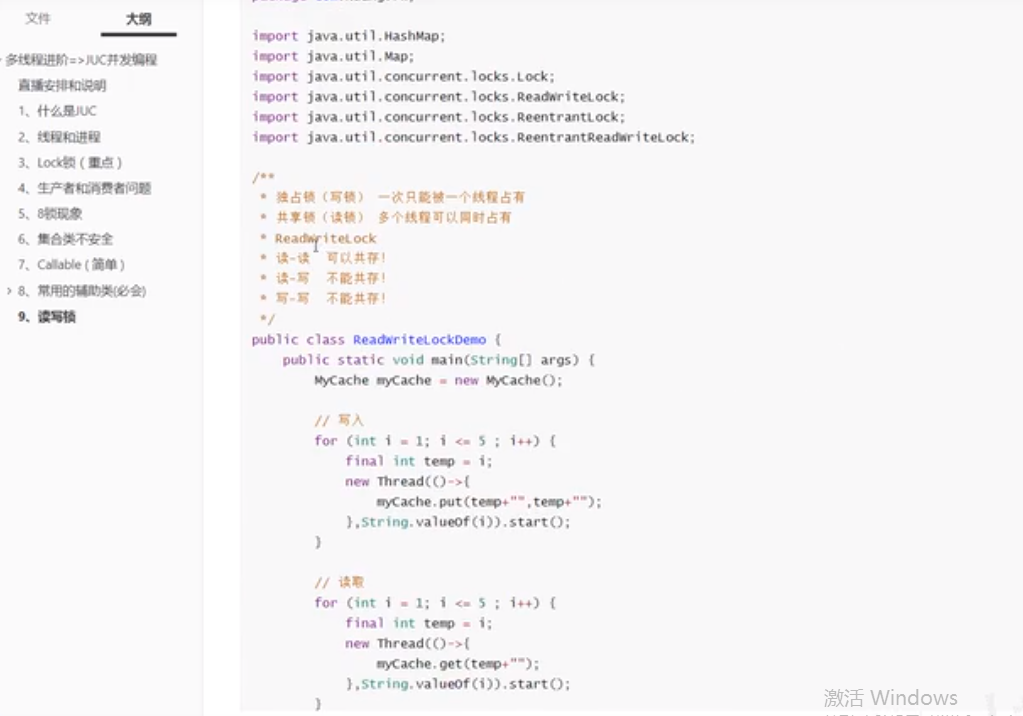 文件 大纲
多线程进阶=>JUC并发编程
直播安排和说明
1、什么是JUC
2、线程和进程
3、Lock锁（重点）
4、生产者和消费者问题
5、8锁现象
6、集合类不安全
7、Callable（简单）
8、常用的辅助类(必会)
9、读写锁
import java.util.HashMap;
import java.util.Map;
import java.util.concurrent.locks.Lock;
import java.util.concurrent.locks.ReadWriteLock;
import java.util.concurrent.locks.ReentrantLock;
import java.util.concurrent.locks.ReentrantReadWriteLock;
/**
 * 独占锁（写锁） 一次只能被一个线程占有
 * 共享锁（读锁） 多个线程可以同时占有
 * ReadWriteLock
 * 读-读  可以共存！
 * 读-写  不能共存！
 * 写-写  不能共存！
 */
public class ReadWriteLockDemo {
    public static void main(String[] args) {
        MyCache myCache = new MyCache();
        // 写入
        for (int i = 1; i <= 5 ; i++) {
            final int temp = i;
            new Thread(()->{
                myCache.put(temp+"",temp+"");
            },String.valueOf(i)).start();
        }
        // 读取
        for (int i = 1; i <= 5 ; i++) {
            final int temp = i;
            new Thread(()->{
                myCache.get(temp+"");
            },String.valueOf(i)).start();
        }
激活 Windows